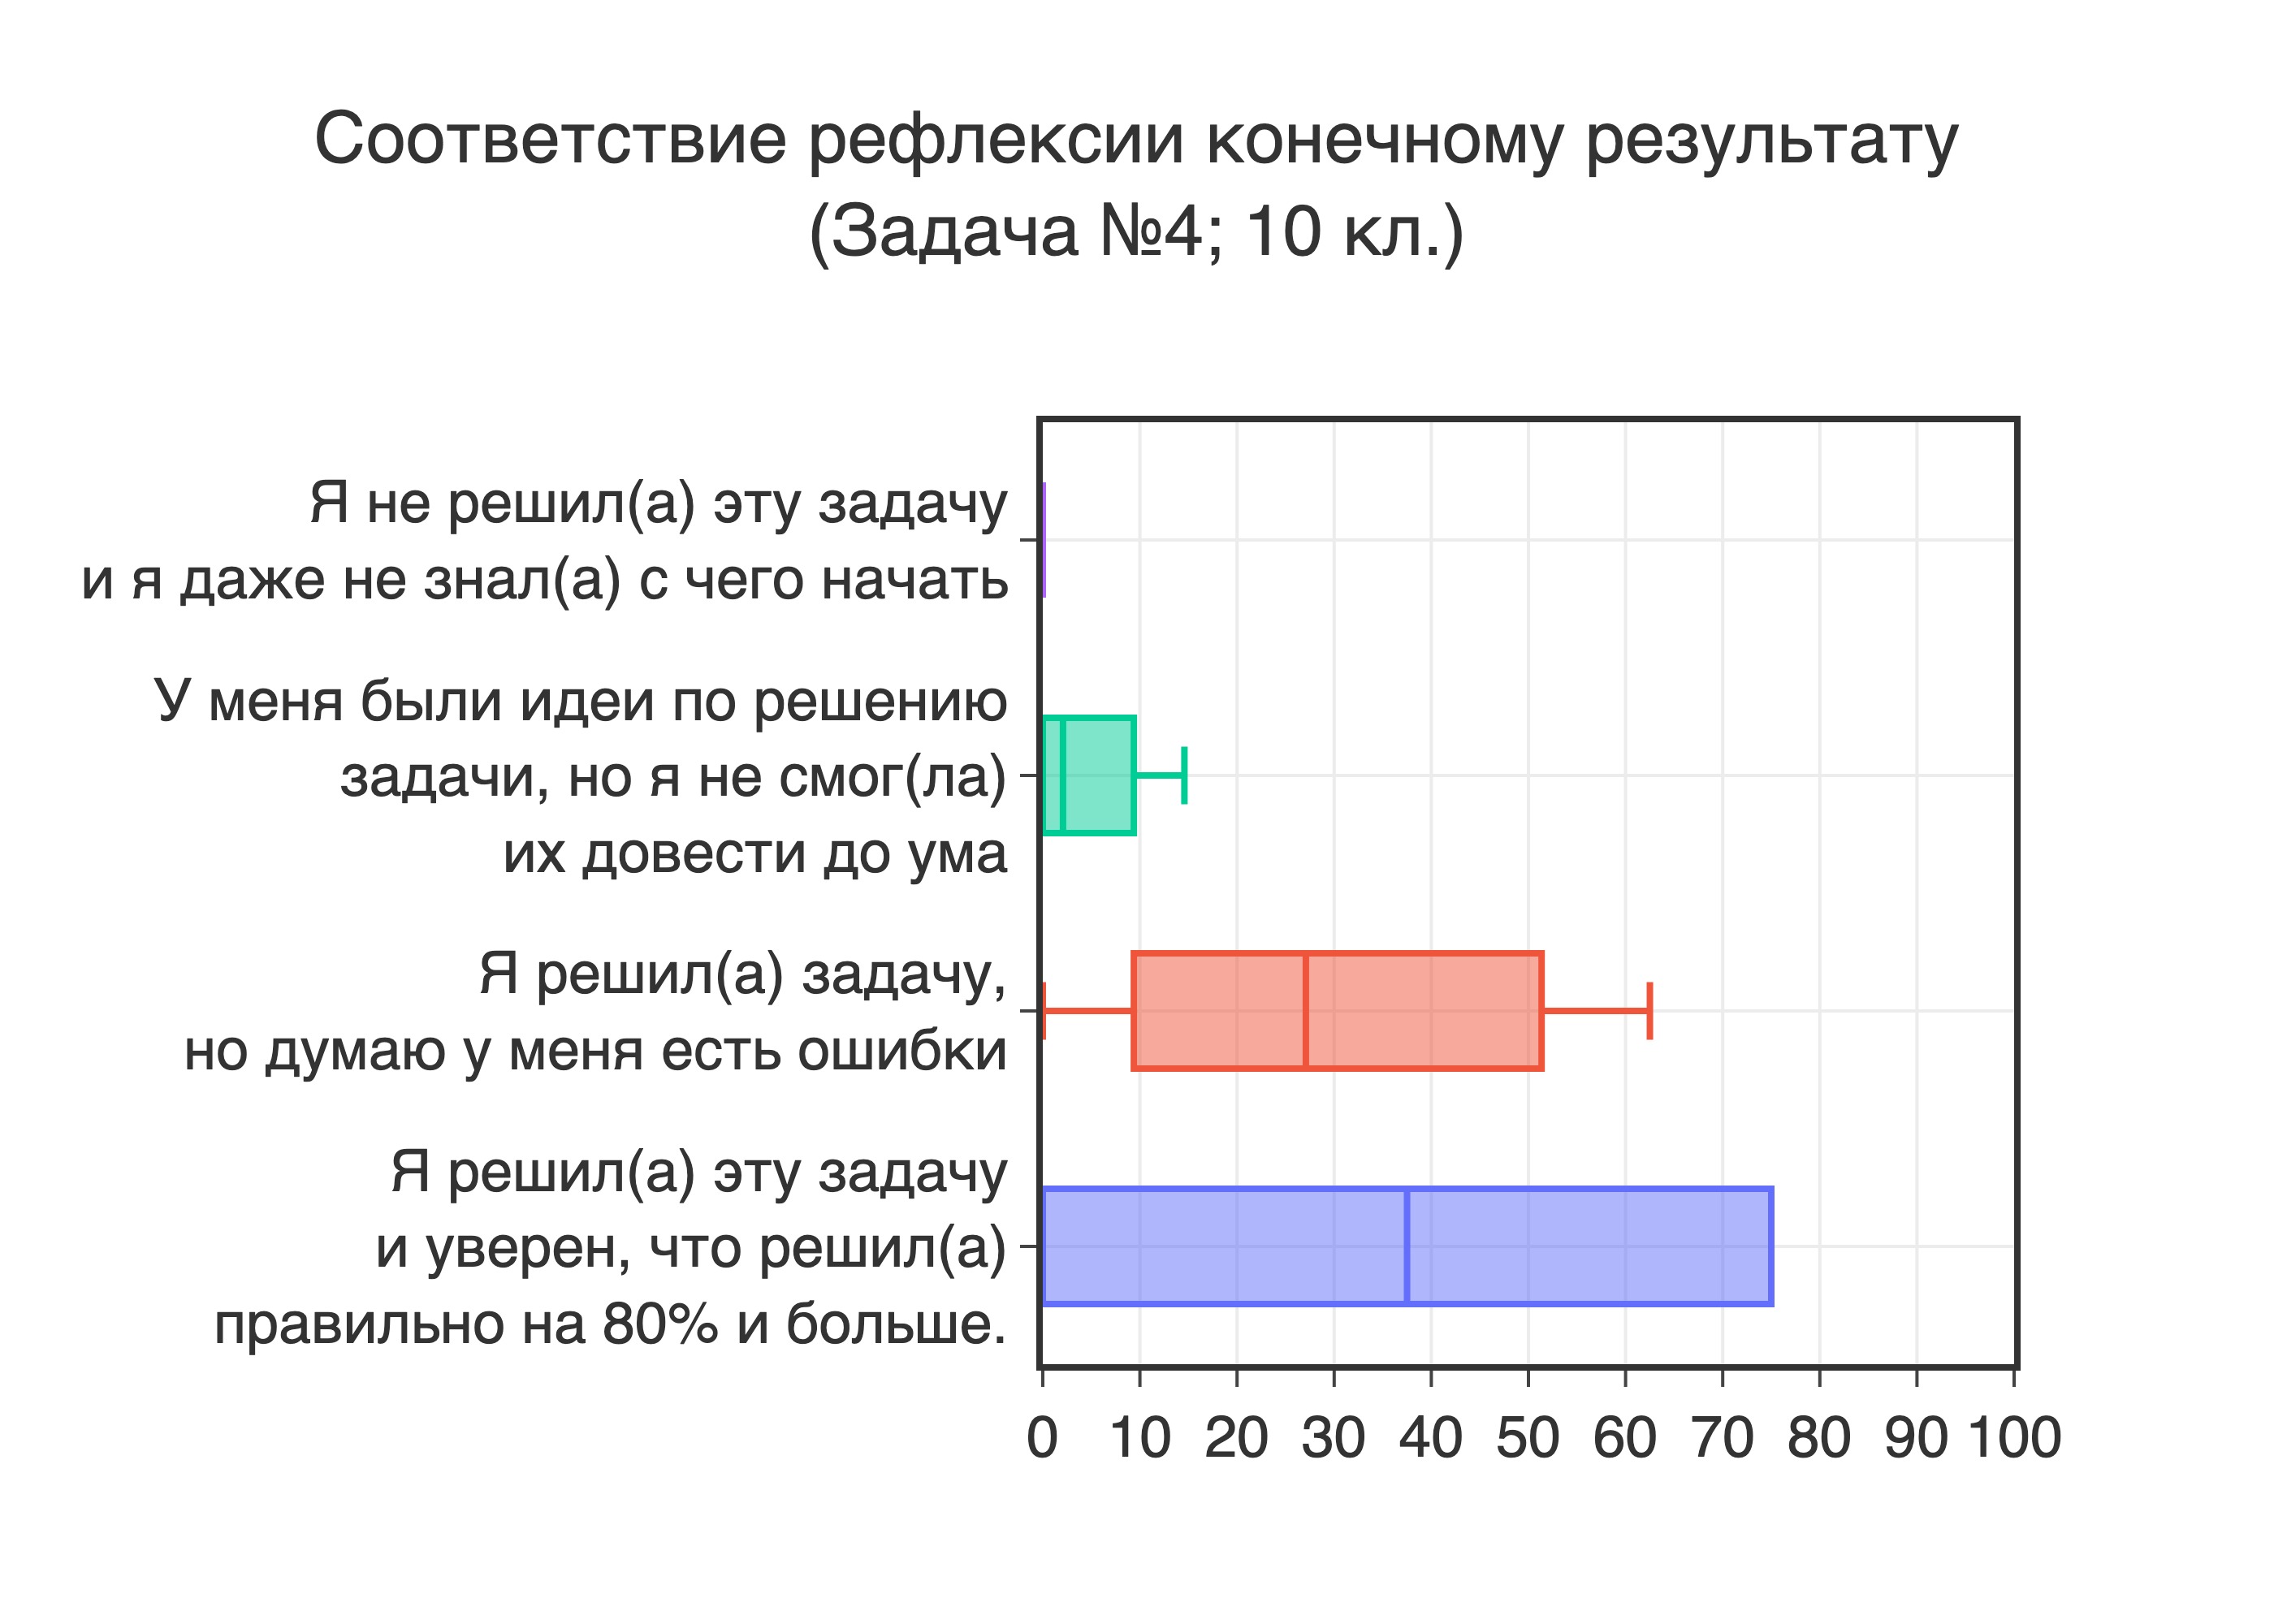 Соответствие рефлексии конечному результату
(Задача №4; 10 кл.)
Я не решил(а) эту задачу
и я даже не знал(а) с чего начать
У меня были идеи по решению
задачи, но я не смог(ла)
их довести до ума
Я решил(а) задачу,
но думаю у меня есть ошибки
Я решил(а) эту задачу
и уверен, что решил(а)
правильно на 80% и больше.
0 10 20 30 40 50 60 70 80 90 100